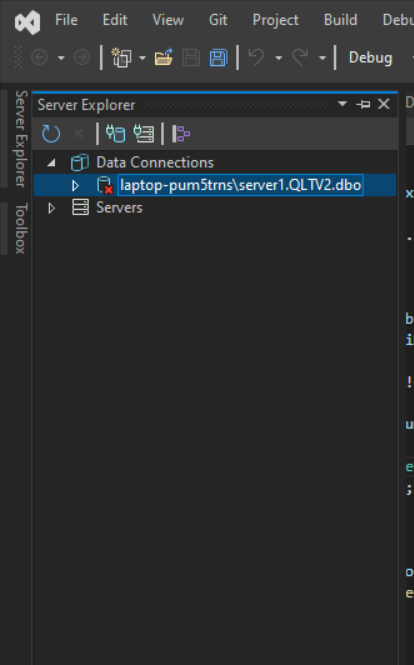 File Edit View Git Project Build Debu
Debug
Server Explorer
Toolbox
Server Explorer
Data Connections
laptop-pum5trns\server1.QLTV2.dbo
Servers
D
x
.
b
i
!
u
e
;
o
e